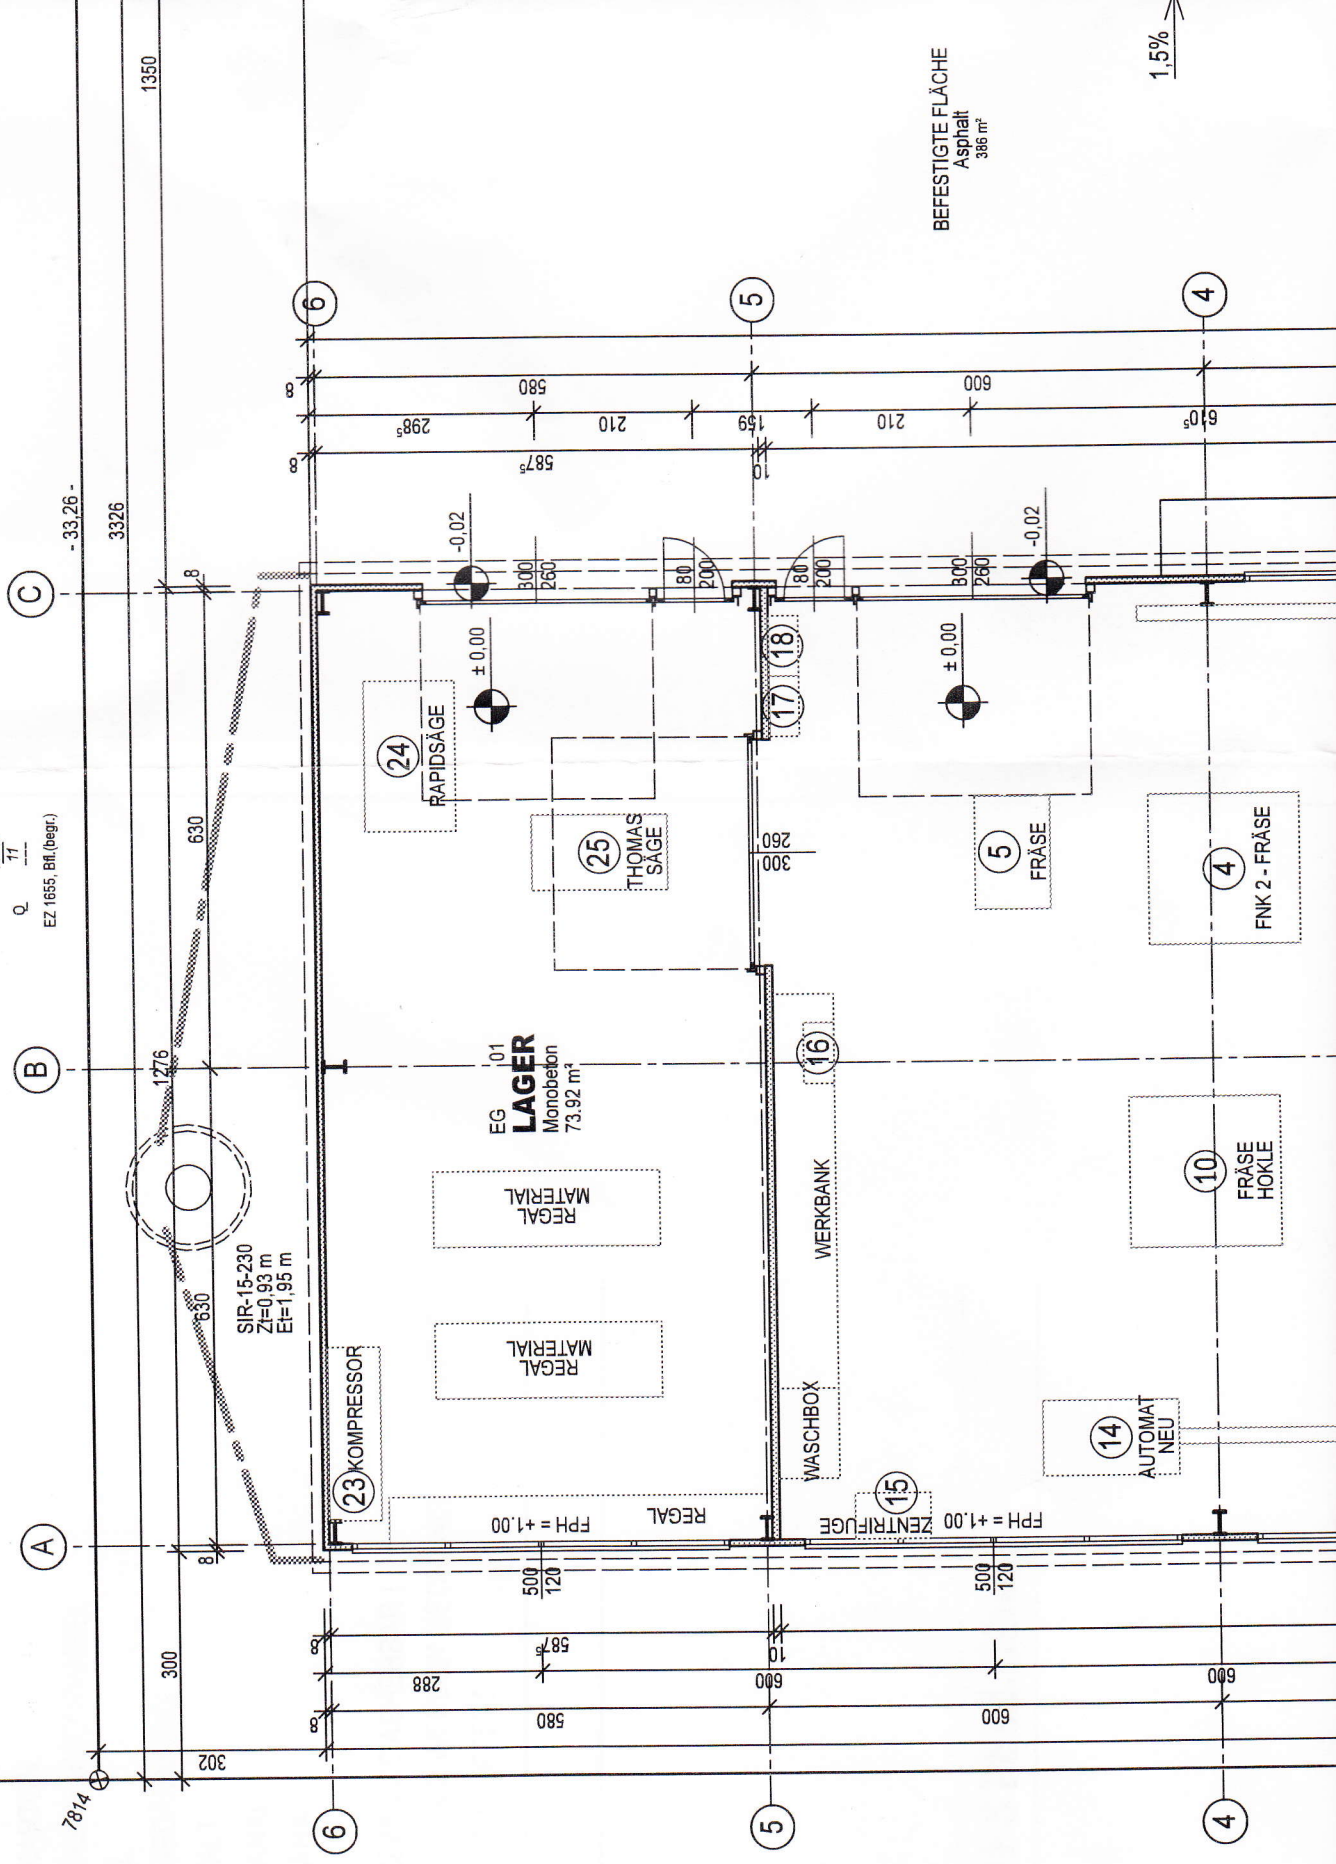 Q 11
EZ 1655, Bfl.(begr.)
- 33,26 -
3326
1350
C
B
A
8
630
1276
630
8
300
302
7814
SIR-15-230
Zt=0,93 m
Et=1,95 m
6
5
4
8
580
600
8
298⁵
210
159
210
610⁵
8
587⁵
10
-0,02
300
260
80
200
80
200
300
260
-0,02
± 0,00
± 0,00
24
RAPIDSÄGE
25
THOMAS
SÄGE
18
17
300
260
5
FRÄSE
4
FNK 2 - FRÄSE
EG 01
LAGER
Monobeton
73.92 m²
16
WERKBANK
10
FRÄSE
HOKLE
REGAL
MATERIAL
REGAL
MATERIAL
23 KOMPRESSOR
WASCHBOX
14
AUTOMAT
NEU
15
ZENTRIFUGE
FPH = +1.00
REGAL
FPH = +1.00
500
120
500
120
8
587⁵
10
288
600
600
8
580
600
6
5
4
BEFESTIGTE FLÄCHE
Asphalt
386 m²
1,5%